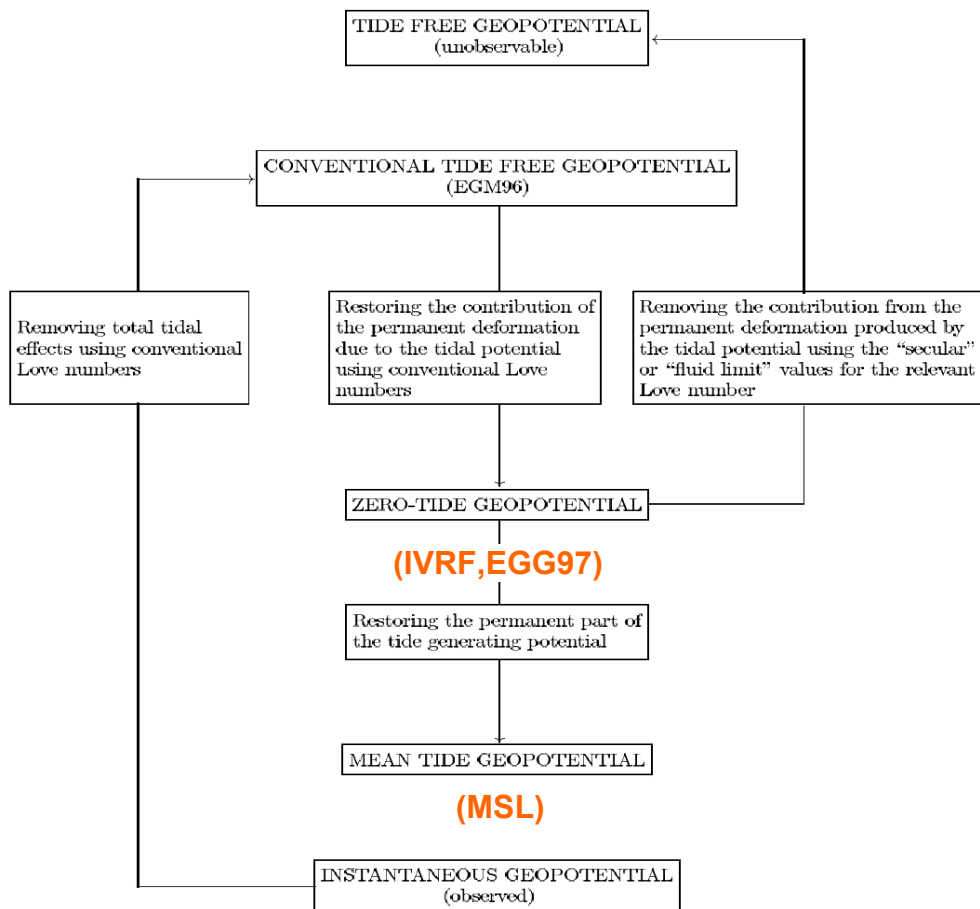 TIDE FREE GEOPOTENTIAL
(unobservable)
CONVENTIONAL TIDE FREE GEOPOTENTIAL
(EGM96)
Removing total tidal
effects using conventional
Love numbers
Restoring the contribution of
the permanent deformation
due to the tidal potential
using conventional Love
numbers
Removing the contribution from the
permanent deformation produced by
the tidal potential using the “secular”
or “fluid limit” values for the relevant
Love number
ZERO-TIDE GEOPOTENTIAL
(IVRF,EGG97)
Restoring the permanent part of
the tide generating potential
MEAN TIDE GEOPOTENTIAL
(MSL)
INSTANTANEOUS GEOPOTENTIAL
(observed)